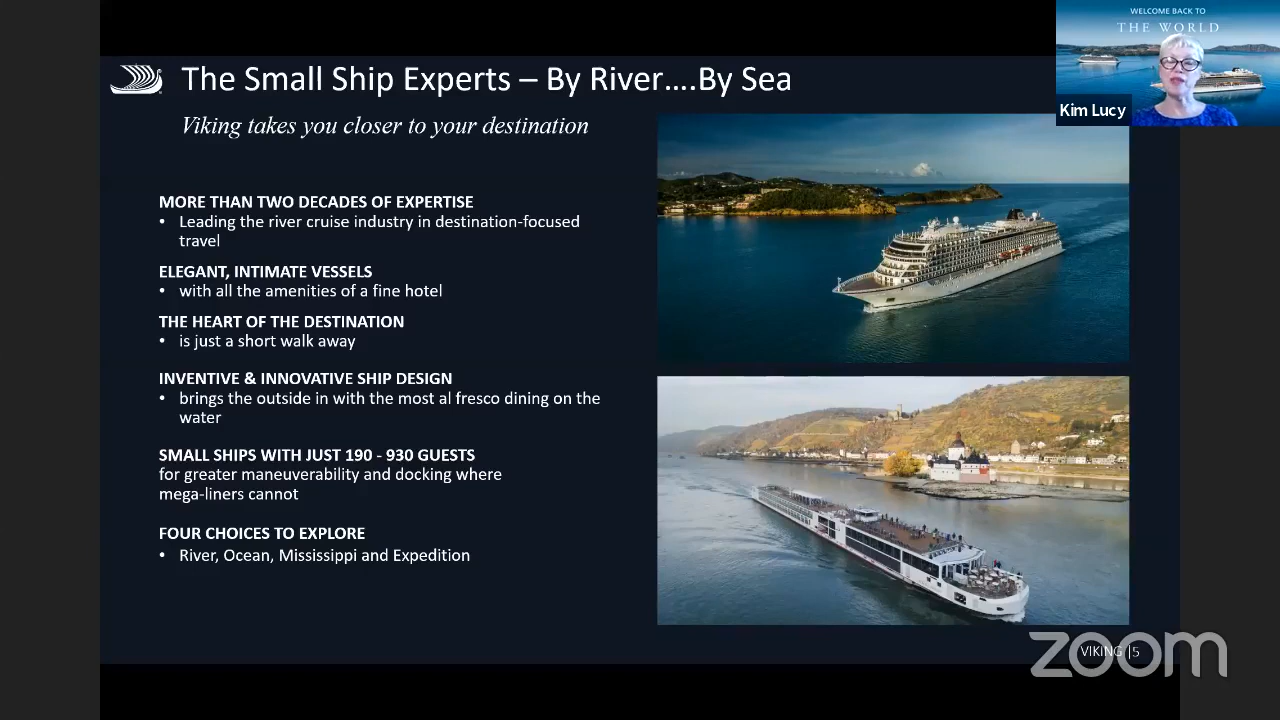 The Small Ship Experts – By River….By Sea
Viking takes you closer to your destination
MORE THAN TWO DECADES OF EXPERTISE
• Leading the river cruise industry in destination-focused
travel
ELEGANT, INTIMATE VESSELS
• with all the amenities of a fine hotel
THE HEART OF THE DESTINATION
• is just a short walk away
INVENTIVE & INNOVATIVE SHIP DESIGN
• brings the outside in with the most al fresco dining on the
water
SMALL SHIPS WITH JUST 190 - 930 GUESTS
for greater maneuverability and docking where
mega-liners cannot
FOUR CHOICES TO EXPLORE
• River, Ocean, Mississippi and Expedition
WELCOME BACK TO
THE WORLD
Kim Lucy
VIKING |5
zoom